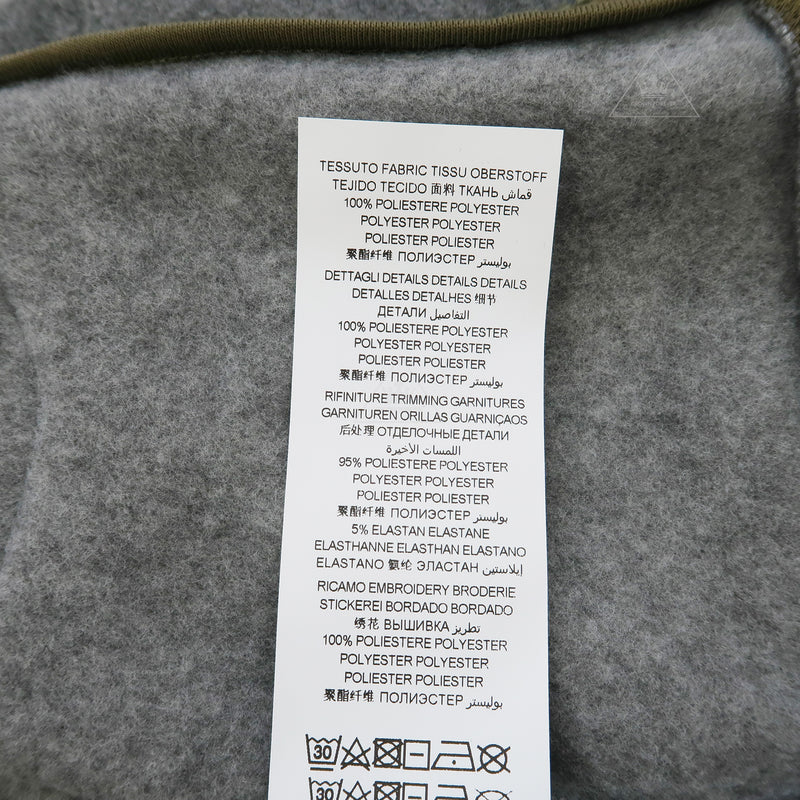 TESSUTO FABRIC TISSU OBERSTOFF
TEJIDO TECIDO 面料 ТКАНЬ قماش
100% POLIESTERE POLYESTER
POLYESTER POLYESTER
POLIESTER POLIESTER
聚酯纤维 ПОЛИЭСТЕР بوليستر
DETTAGLI DETAILS DETAILS DETAILS
DETALLES DETALHES 细节
ДЕТАЛИ التفاصيل
100% POLIESTERE POLYESTER
POLYESTER POLYESTER
POLIESTER POLIESTER
聚酯纤维 ПОЛИЭСТЕР بوليستر
RIFINITURE TRIMMING GARNITURES
GARNITUREN ORILLAS GUARNIÇAOS
后处理 ОТДЕЛОЧНЫЕ ДЕТАЛИ
اللمسات الأخيرة
95% POLIESTERE POLYESTER
POLYESTER POLYESTER
POLIESTER POLIESTER
聚酯纤维 ПОЛИЭСТЕР بوليستر
5% ELASTAN ELASTANE
ELASTHANNE ELASTHAN ELASTANO
ELASTANO 氨纶 ЭЛАСТАН إيلاستين
RICAMO EMBROIDERY BRODERIE
STICKEREI BORDADO BORDADO
绣花 ВЫШИВКА تطريز
100% POLIESTERE POLYESTER
POLYESTER POLYESTER
POLIESTER POLIESTER
聚酯纤维 ПОЛИЭСТЕР بوليستر
30
30